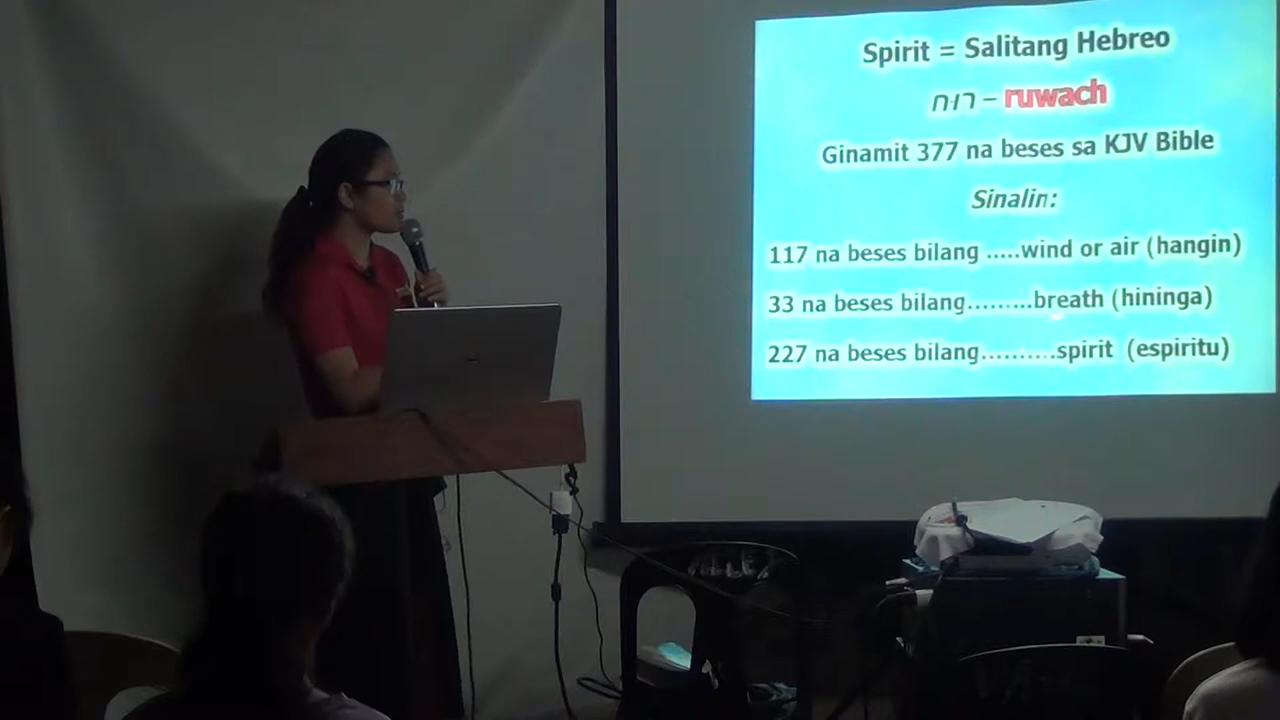 Spirit = Salitang Hebreo
רוח – ruwach
Ginamit 377 na beses sa KJV Bible
Sinalin:
117 na beses bilang .....wind or air (hangin)
33 na beses bilang.........breath (hininga)
227 na beses bilang..........spirit (espiritu)